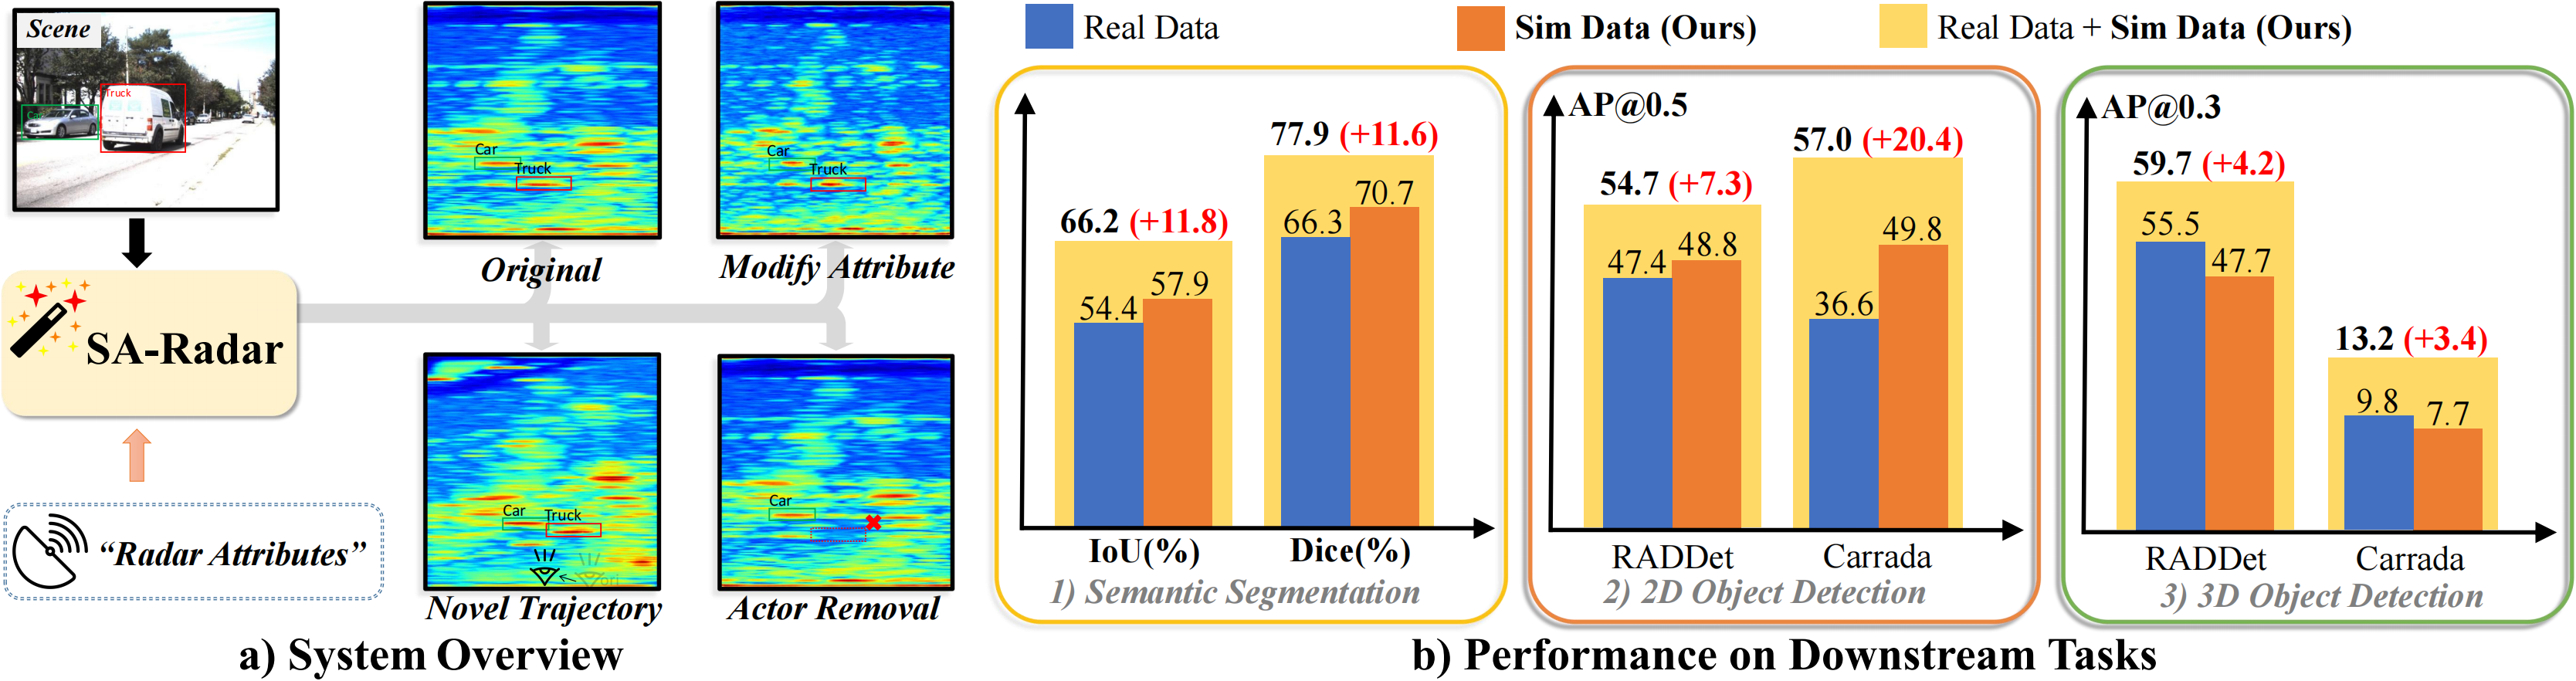 Scene
Truck
Car
SA-Radar
“Radar Attributes”
Car
Truck
Original
Car
Truck
Modify Attribute
Car
Truck
Novel Trajectory
Car
Actor Removal
a) System Overview
Real Data
Sim Data (Ours)
Real Data + Sim Data (Ours)
66.2 (+11.8)
54.4
57.9
77.9 (+11.6)
66.3
70.7
IoU(%)
Dice(%)
1) Semantic Segmentation
AP@0.5
54.7 (+7.3)
47.4
48.8
57.0 (+20.4)
36.6
49.8
RADDet
Carrada
2) 2D Object Detection
AP@0.3
59.7 (+4.2)
55.5
47.7
13.2 (+3.4)
9.8
7.7
RADDet
Carrada
3) 3D Object Detection
b) Performance on Downstream Tasks